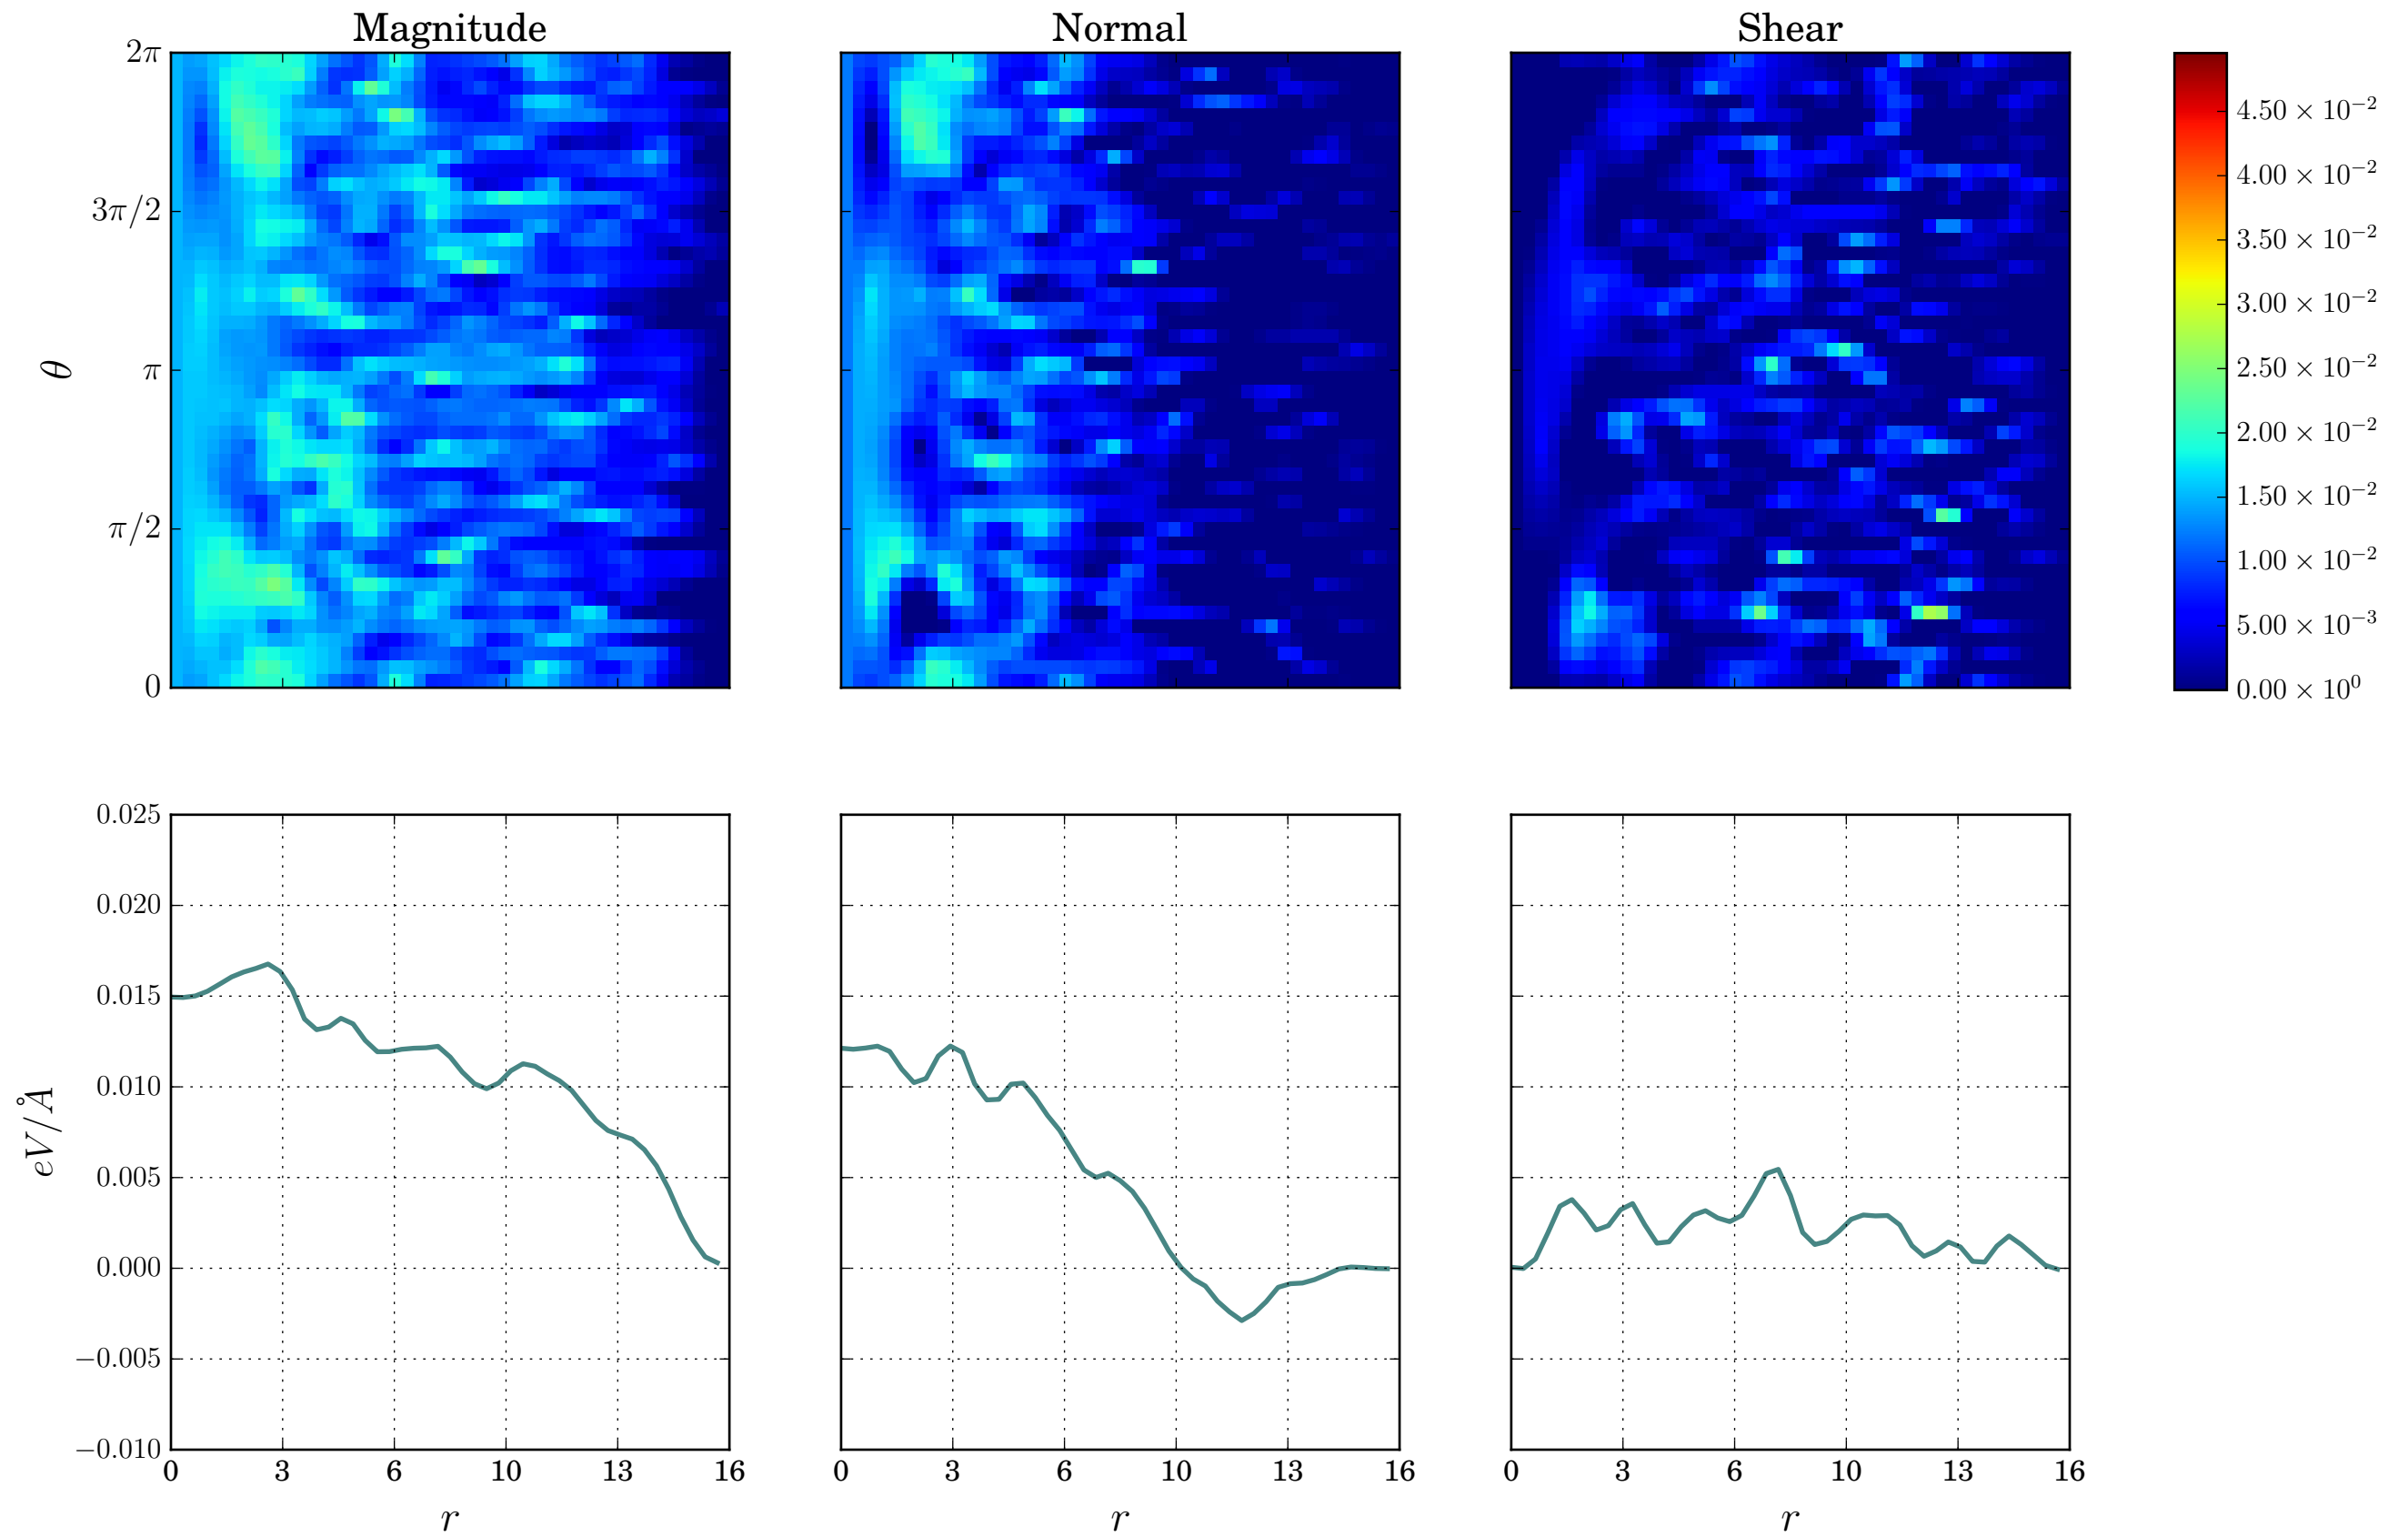 Magnitude Normal Shear
2π
3π/2
π
π/2
0
θ
4.50 × 10⁻²
4.00 × 10⁻²
3.50 × 10⁻²
3.00 × 10⁻²
2.50 × 10⁻²
2.00 × 10⁻²
1.50 × 10⁻²
1.00 × 10⁻²
5.00 × 10⁻³
0.00 × 10⁰
0.025
0.020
0.015
0.010
0.005
0.000
−0.005
−0.010
eV/Å
0 3 6 10 13 16
0 3 6 10 13 16
0 3 6 10 13 16
r r r